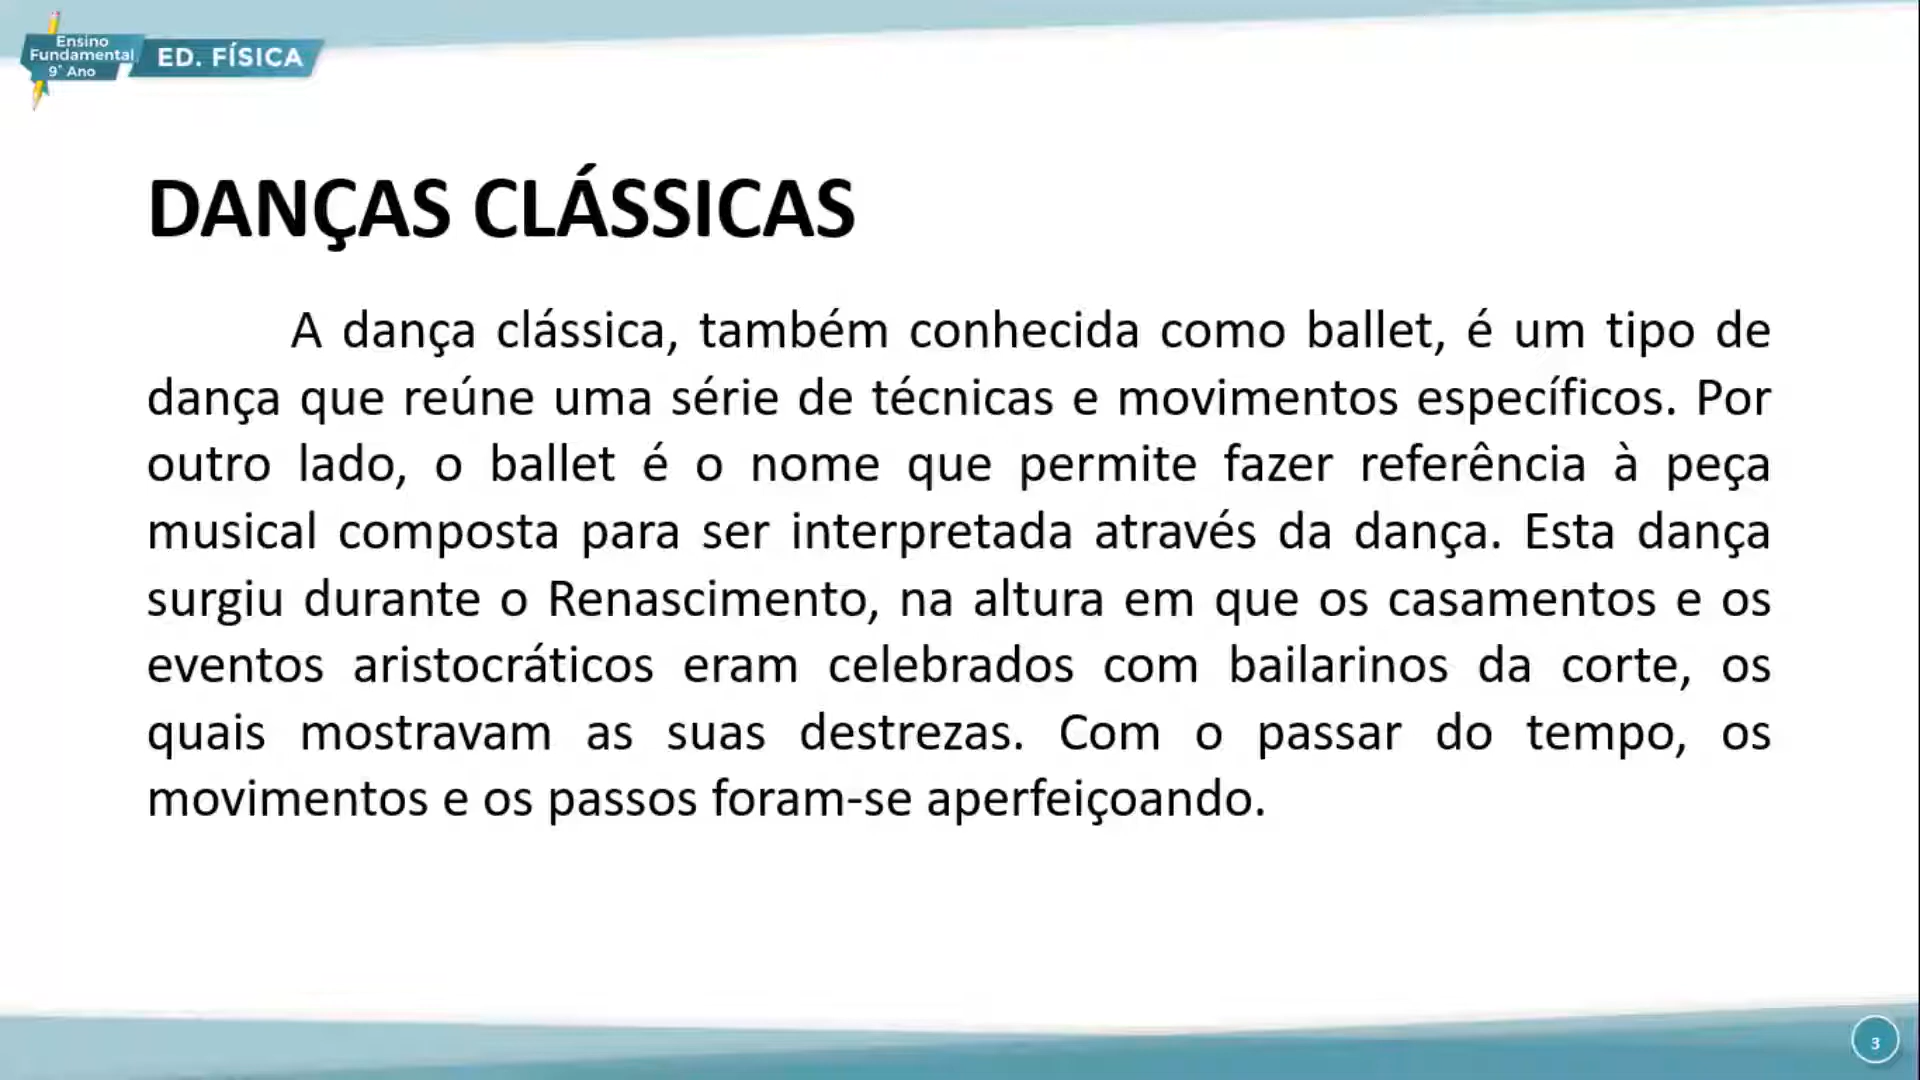 Ensino
Fundamental
9° Ano
ED. FÍSICA
DANÇAS CLÁSSICAS
A dança clássica, também conhecida como ballet, é um tipo de
dança que reúne uma série de técnicas e movimentos específicos. Por
outro lado, o ballet é o nome que permite fazer referência à peça
musical composta para ser interpretada através da dança. Esta dança
surgiu durante o Renascimento, na altura em que os casamentos e os
eventos aristocráticos eram celebrados com bailarinos da corte, os
quais mostravam as suas destrezas. Com o passar do tempo, os
movimentos e os passos foram-se aperfeiçoando.
3